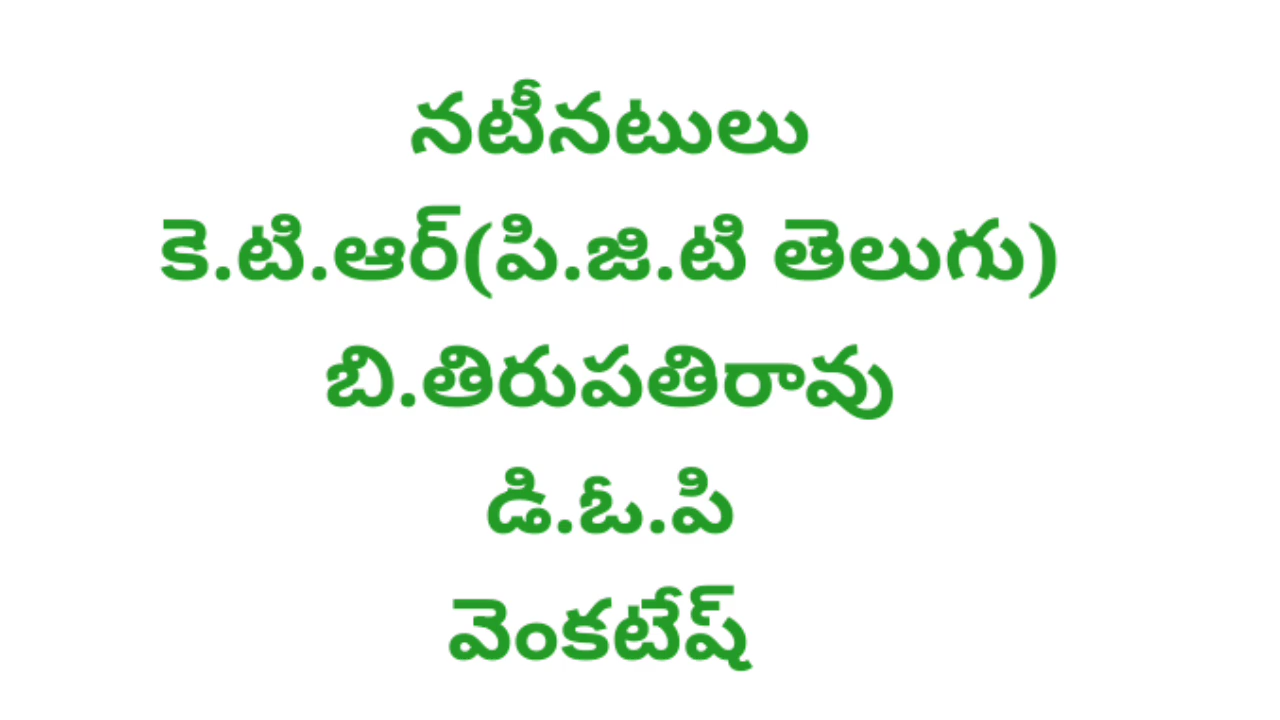 నటీనటులు
కె.టి.ఆర్(పి.జి.టి తెలుగు)
బి.తిరుపతిరావు
డి.ఓ.పి
వెంకటేష్